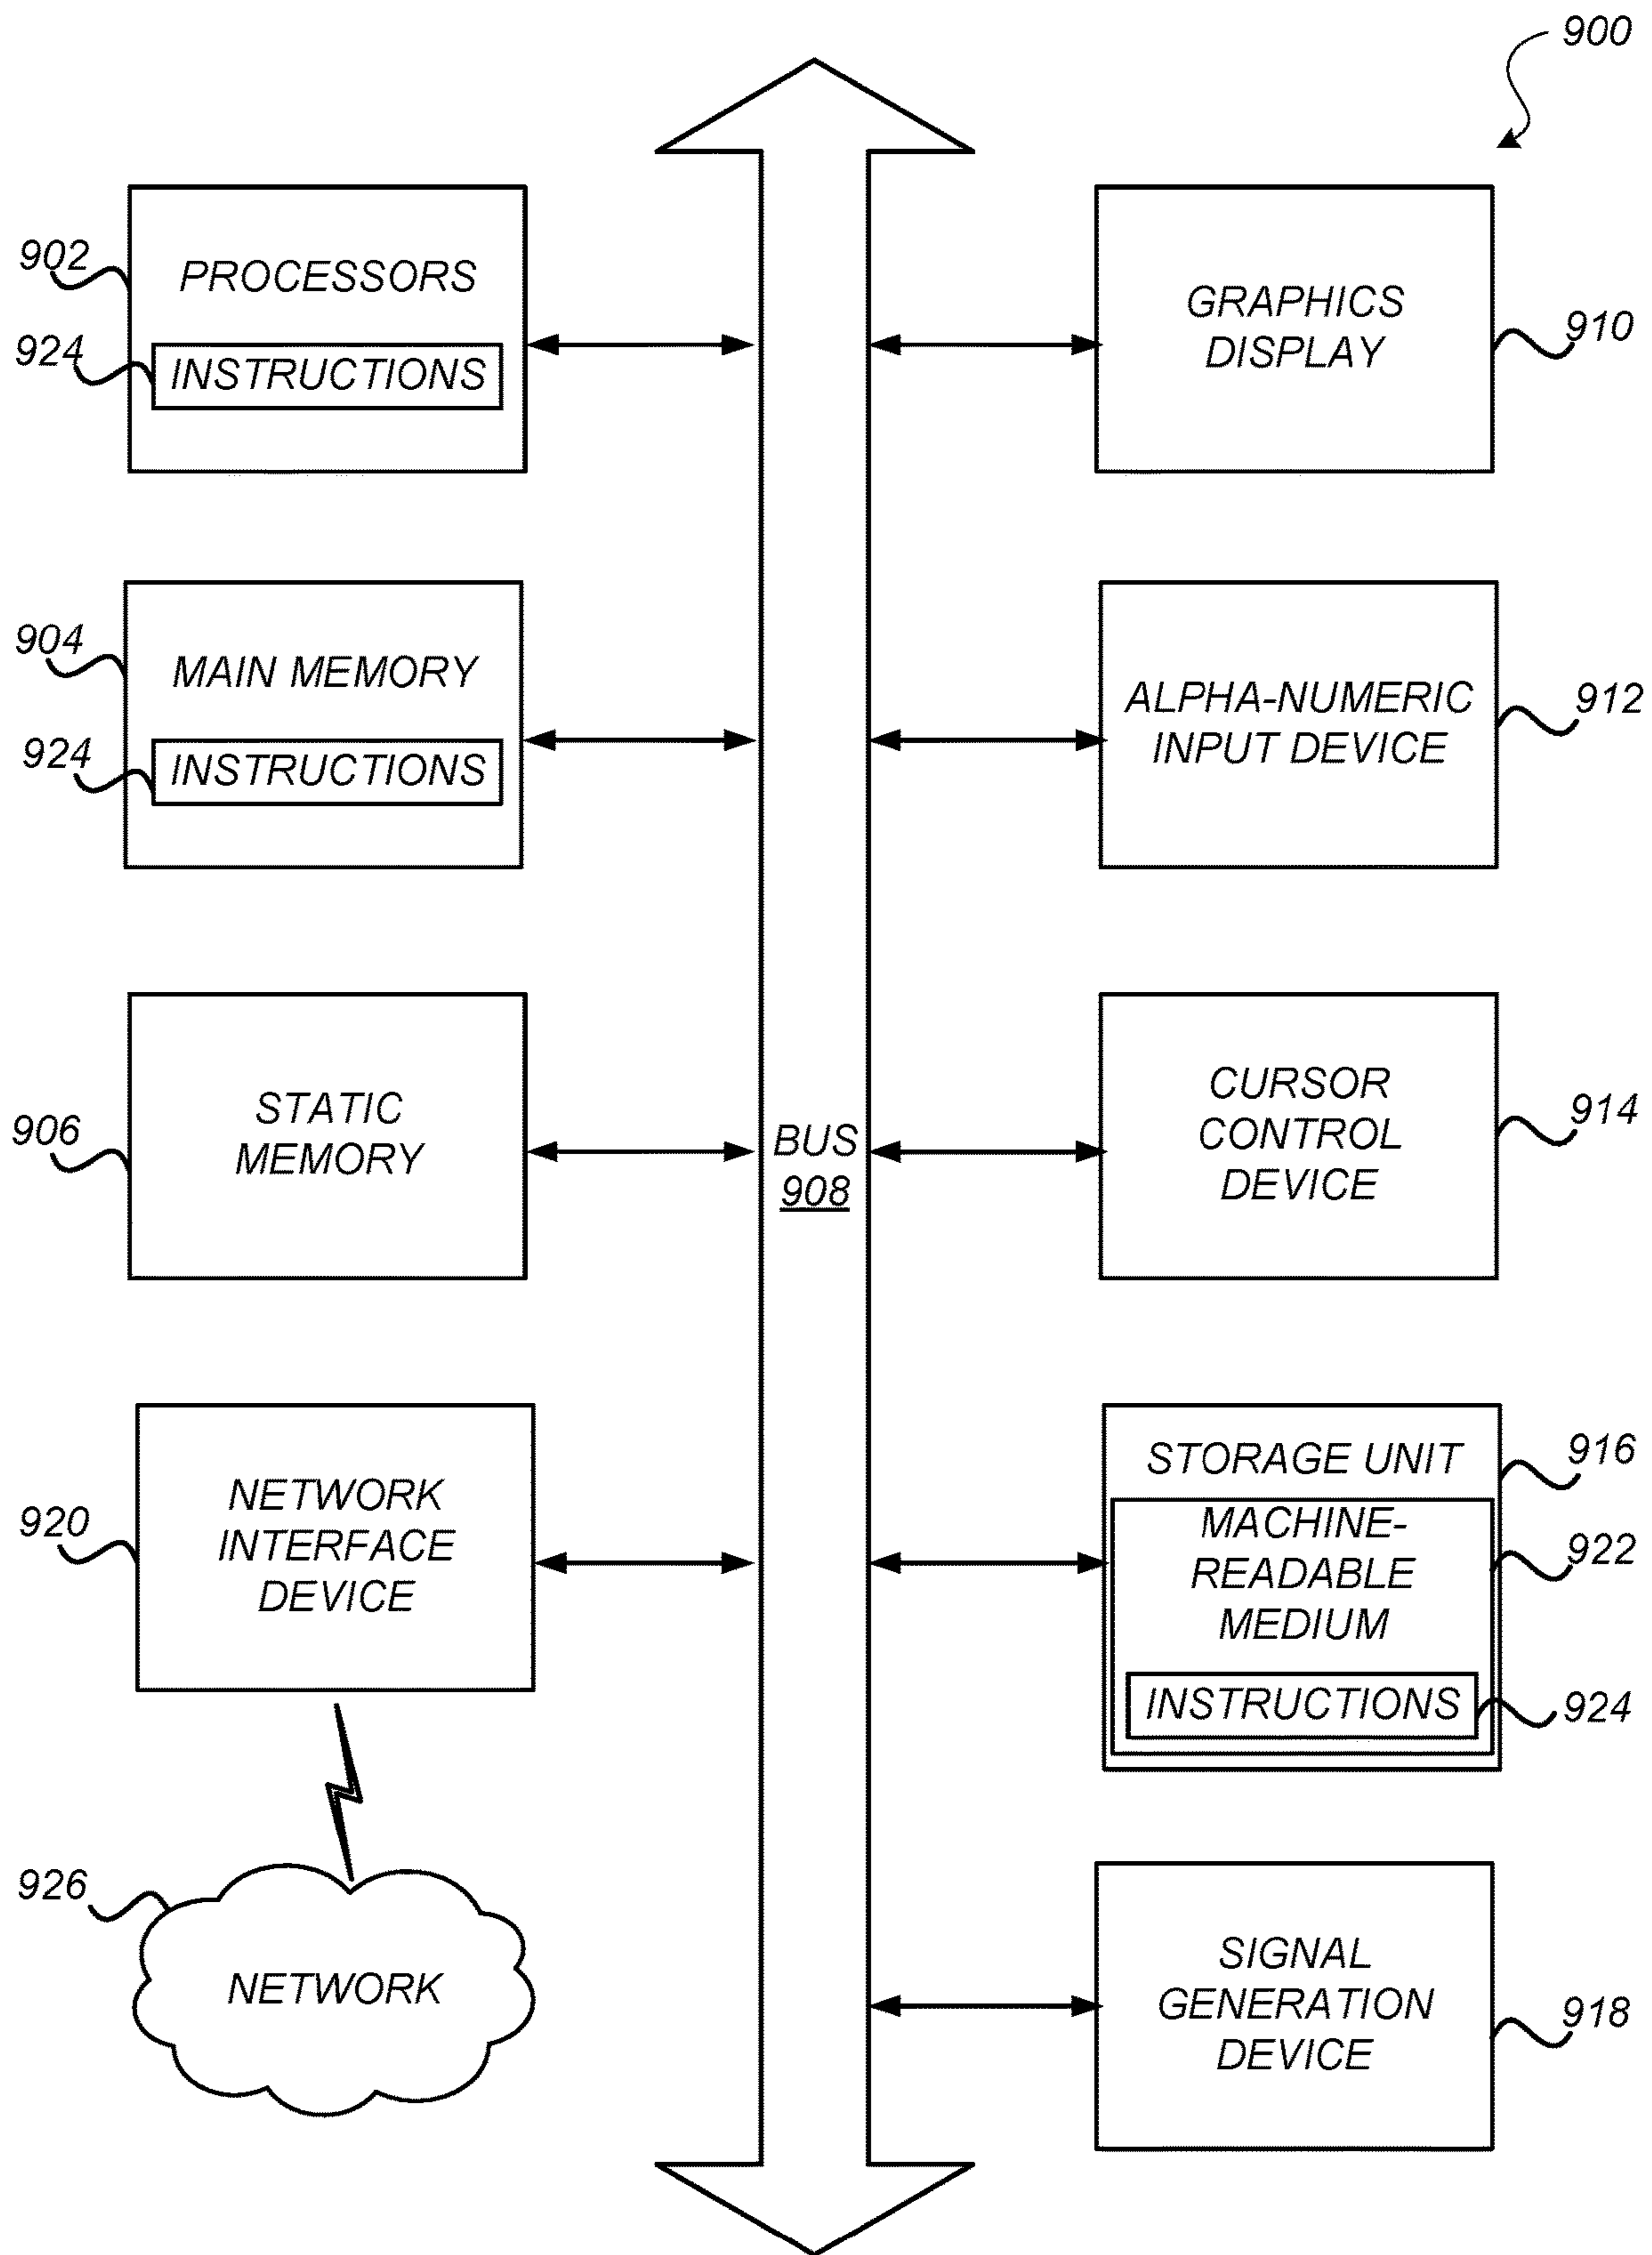 900
902
PROCESSORS
924
INSTRUCTIONS
GRAPHICS
DISPLAY
910
904
MAIN MEMORY
924
INSTRUCTIONS
ALPHA-NUMERIC
INPUT DEVICE
912
906
STATIC
MEMORY
BUS
908
CURSOR
CONTROL
DEVICE
914
920
NETWORK
INTERFACE
DEVICE
STORAGE UNIT
916
MACHINE-
READABLE
MEDIUM
922
INSTRUCTIONS
924
926
NETWORK
SIGNAL
GENERATION
DEVICE
918